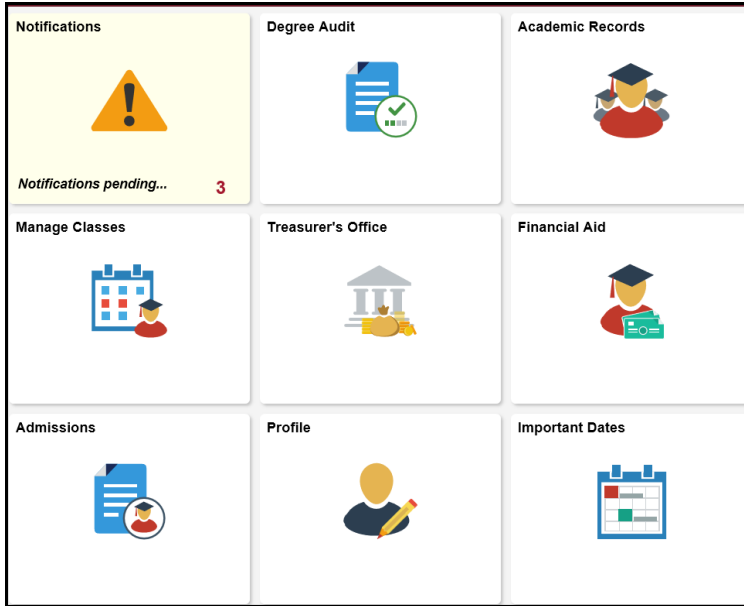 Notifications
Degree Audit
Academic Records
Notifications pending...
3
Manage Classes
Treasurer's Office
Financial Aid
Admissions
Profile
Important Dates